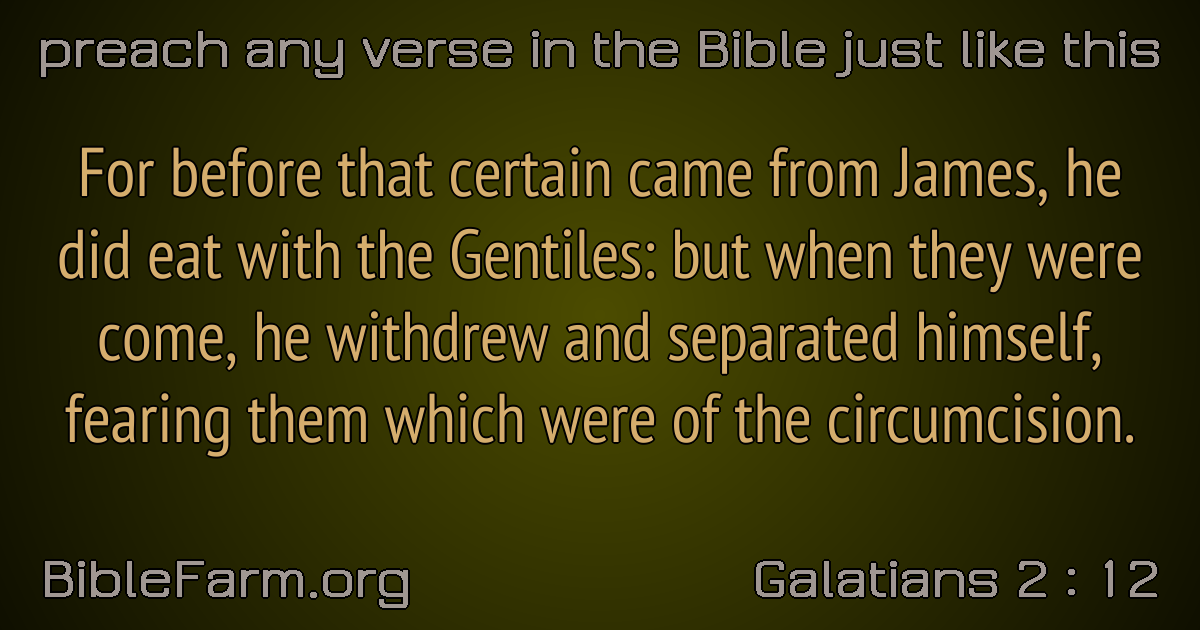 preach any verse in the Bible just like this
For before that certain came from James, he
did eat with the Gentiles: but when they were
come, he withdrew and separated himself,
fearing them which were of the circumcision.
BibleFarm.org
Galatians 2 : 12